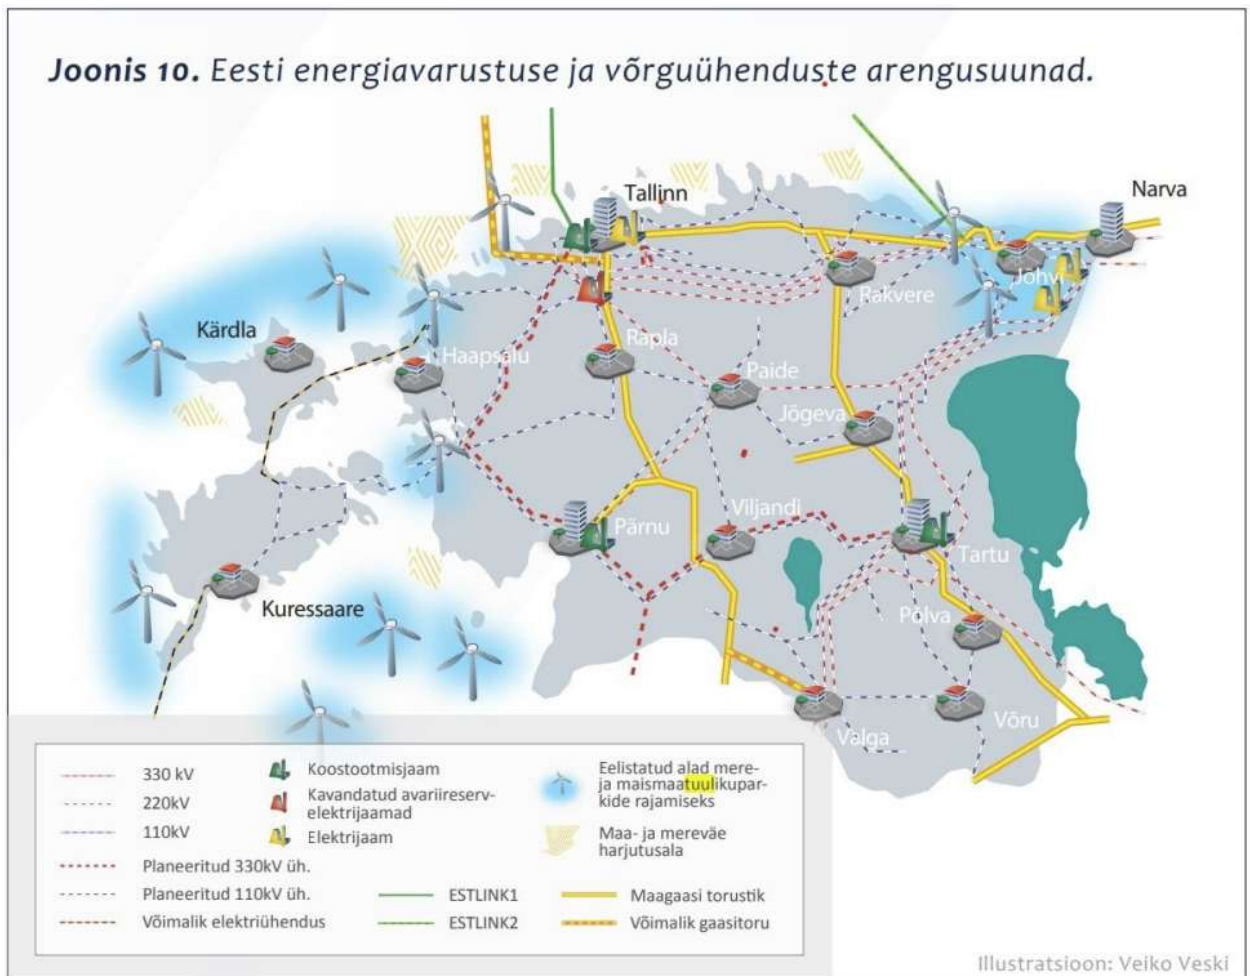 Joonis 10. Eesti energiavarustuse ja võrguühenduste arengusuunad.
Tallinn
Narva
Jõhvi
Rakvere
Kärdla
Haapsalu
Rapla
Paide
Jõgeva
Pärnu
Viljandi
Tartu
Kuressaare
Põlva
Valga
Võru
330 kV
220kV
110kV
Planeeritud 330kV üh.
Planeeritud 110kV üh.
Võimalik elektriühendus
Koostootmisjaam
Kavandatud avariireserv-
elektrijaamad
Elektrijaam
ESTLINK1
ESTLINK2
Eelistatud alad mere-
ja maismaatuulikupar-
kide rajamiseks
Maa- ja mereväe
harjutusala
Maagaasi torustik
Võimalik gaasitoru
Illustratsioon: Veiko Veski